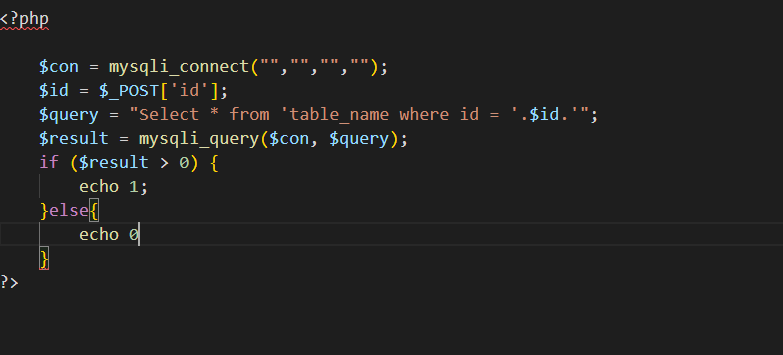 <?php
$con = mysqli_connect("","","","");
$id = $_POST['id'];
$query = "Select * from 'table_name where id = '.$id.'";
$result = mysqli_query($con, $query);
if ($result > 0) {
echo 1;
}else{
echo 0
}
?>